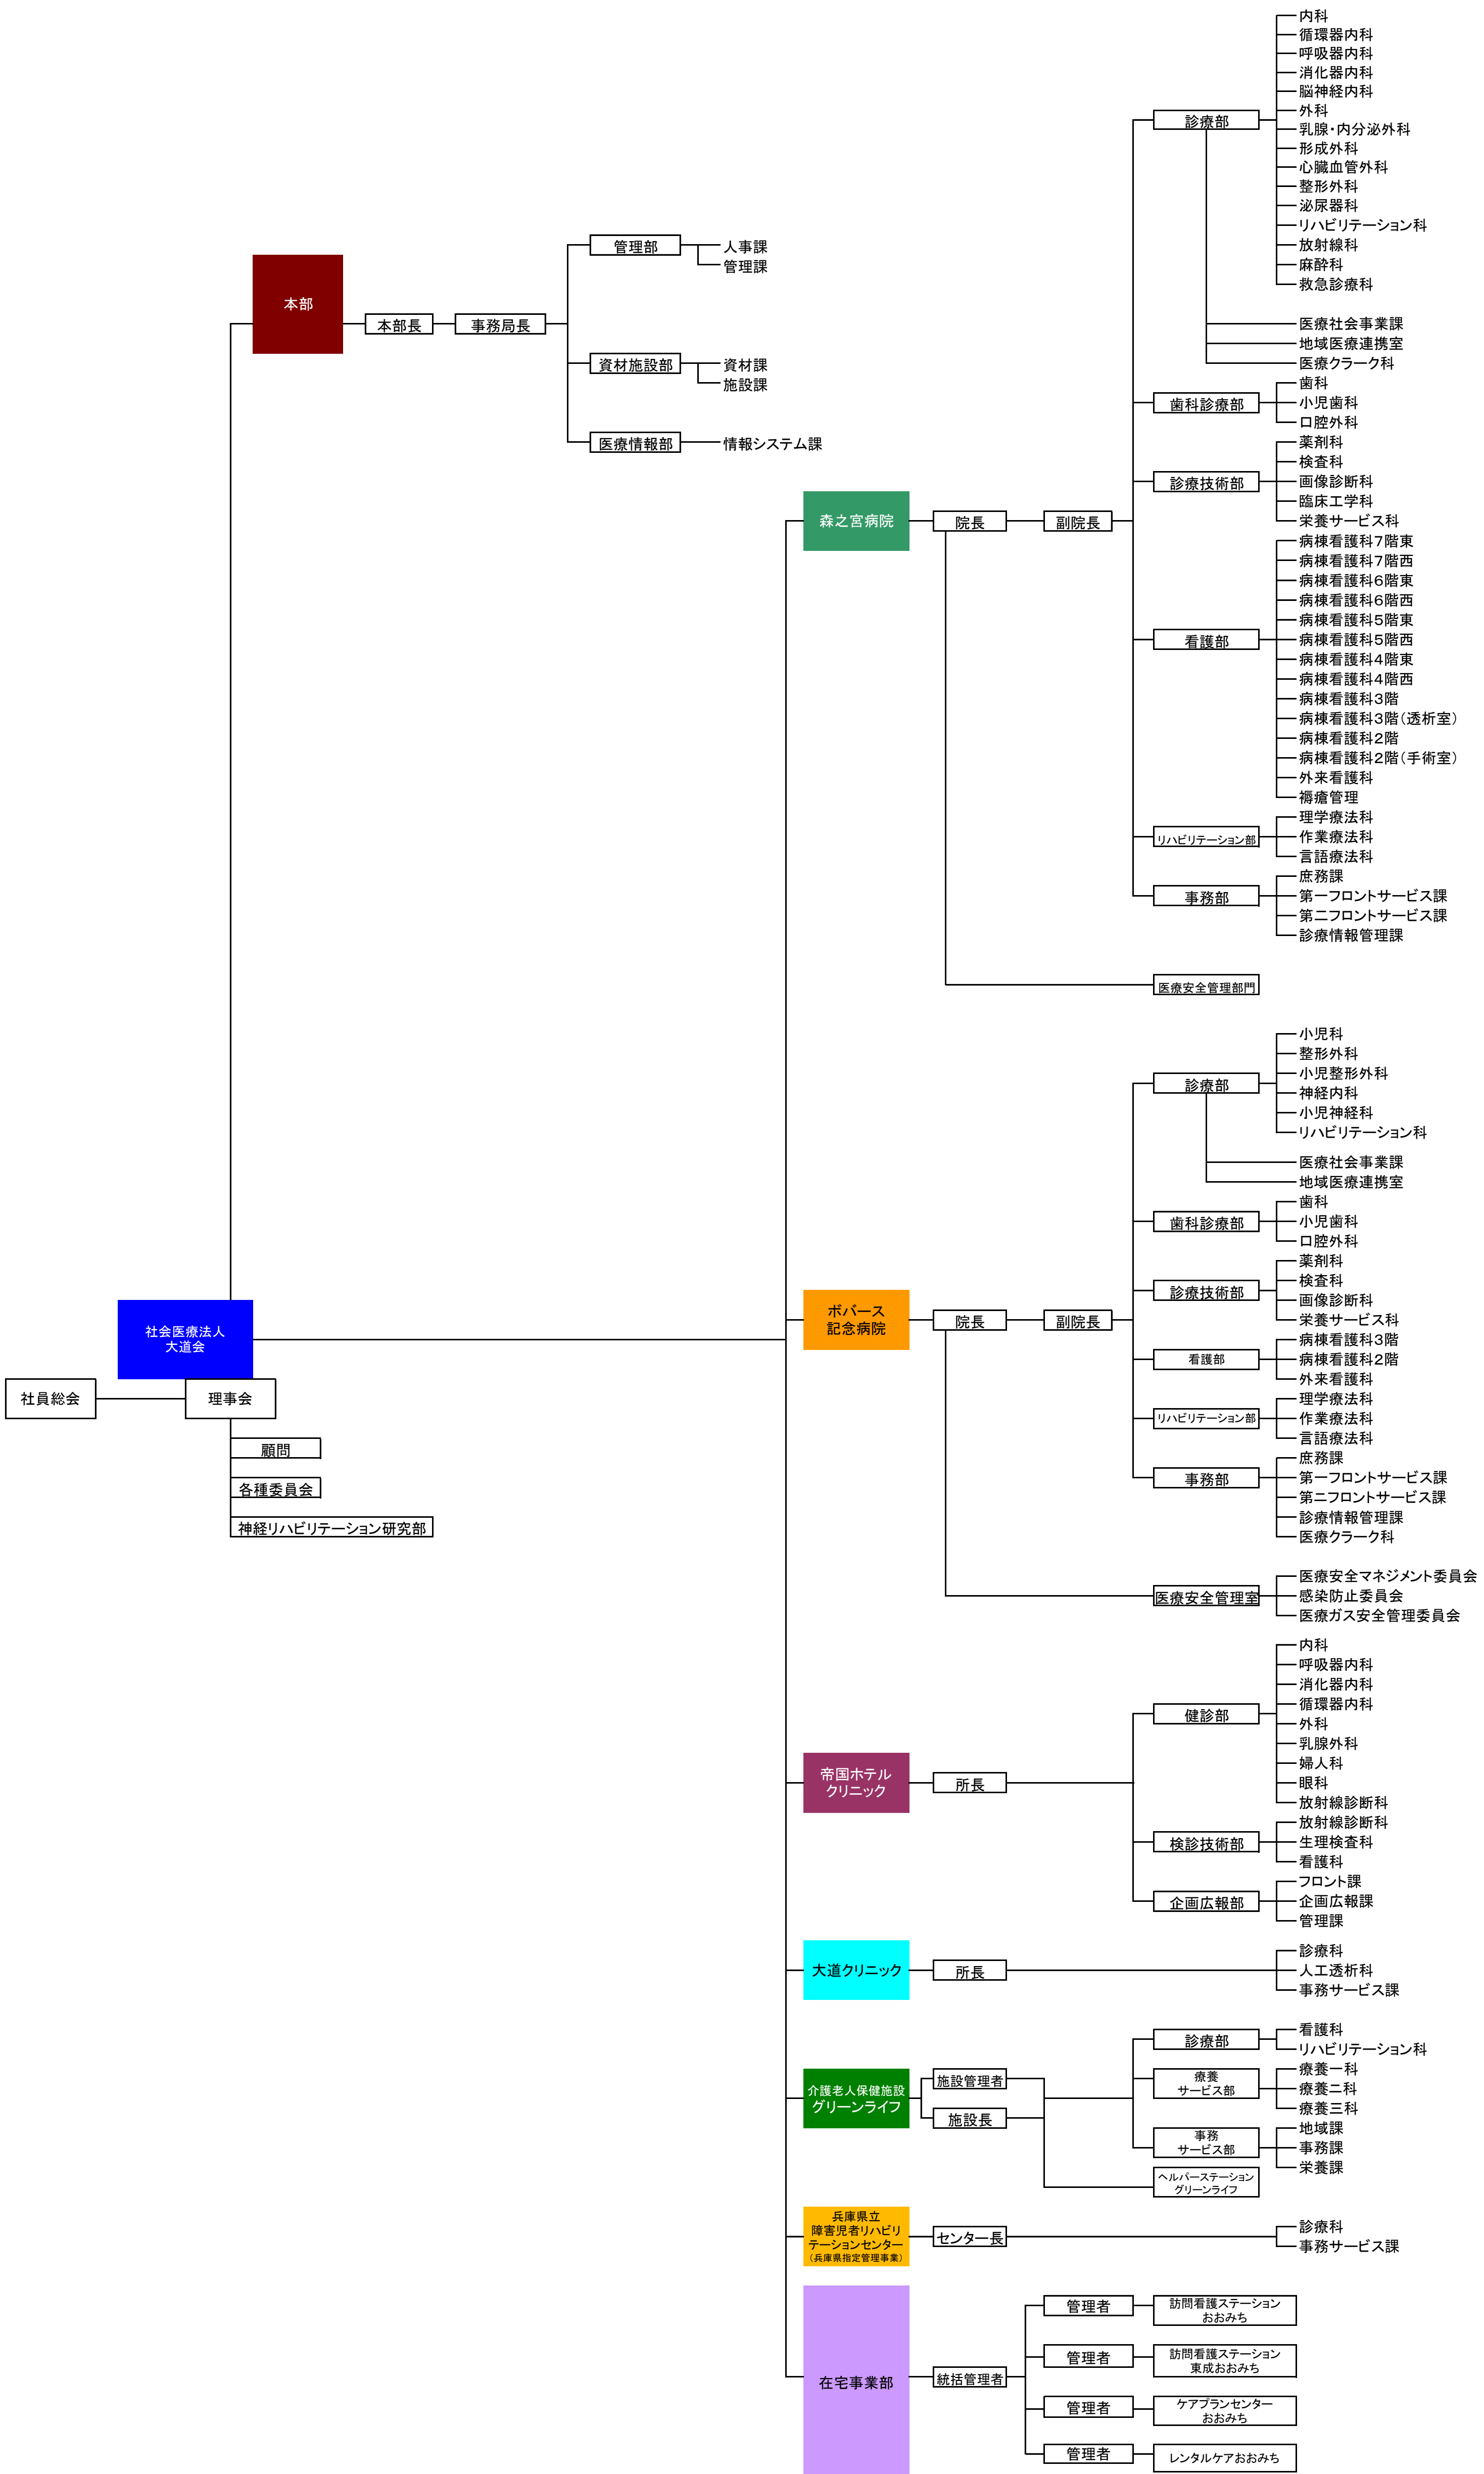 内科
循環器内科
呼吸器内科
消化器内科
脳神経内科
外科
乳腺・内分泌外科
形成外科
心臓血管外科
整形外科
泌尿器科
リハビリテーション科
放射線科
麻酔科
救急診療科
診療部
医療社会事業課
地域医療連携室
医療クラーク科
本部
本部長
事務局長
管理部
人事課
管理課
資材施設部
資材課
施設課
医療情報部
情報システム課
歯科診療部
歯科
小児歯科
口腔外科
診療技術部
薬剤科
検査科
画像診断科
臨床工学科
栄養サービス科
森之宮病院
院長
副院長
看護部
病棟看護科7階東
病棟看護科7階西
病棟看護科6階東
病棟看護科6階西
病棟看護科5階東
病棟看護科5階西
病棟看護科4階東
病棟看護科4階西
病棟看護科3階
病棟看護科3階(透析室)
病棟看護科2階
病棟看護科2階(手術室)
外来看護科
褥瘡管理
リハビリテーション部
理学療法科
作業療法科
言語療法科
事務部
庶務課
第一フロントサービス課
第二フロントサービス課
診療情報管理課
医療安全管理部門
診療部
小児科
整形外科
小児整形外科
神経内科
小児神経科
リハビリテーション科
医療社会事業課
地域医療連携室
歯科診療部
歯科
小児歯科
口腔外科
診療技術部
薬剤科
検査科
画像診断科
栄養サービス科
社会医療法人
大道会
社員総会
理事会
顧問
各種委員会
神経リハビリテーション研究部
ボバース
記念病院
院長
副院長
看護部
病棟看護科3階
病棟看護科2階
外来看護科
リハビリテーション部
理学療法科
作業療法科
言語療法科
事務部
庶務課
第一フロントサービス課
第二フロントサービス課
診療情報管理課
医療クラーク科
医療安全管理室
医療安全マネジメント委員会
感染防止委員会
医療ガス安全管理委員会
帝国ホテル
クリニック
所長
健診部
内科
呼吸器内科
消化器内科
循環器内科
外科
乳腺外科
婦人科
眼科
放射線診断科
検診技術部
放射線診断科
生理検査科
看護科
企画広報部
フロント課
企画広報課
管理課
大道クリニック
所長
診療科
人工透析科
事務サービス課
介護老人保健施設
グリーンライフ
施設管理者
施設長
診療部
看護科
リハビリテーション科
療養
サービス部
療養一科
療養二科
療養三科
事務
サービス部
地域課
事務課
栄養課
ヘルパーステーション
グリーンライフ
兵庫県立
障害児者リハビリ
テーションセンター
(兵庫県指定管理事業)
センター長
診療科
事務サービス課
在宅事業部
統括管理者
管理者
訪問看護ステーション
おおみち
管理者
訪問看護ステーション
東成おおみち
管理者
ケアプランセンター
おおみち
管理者
レンタルケアおおみち